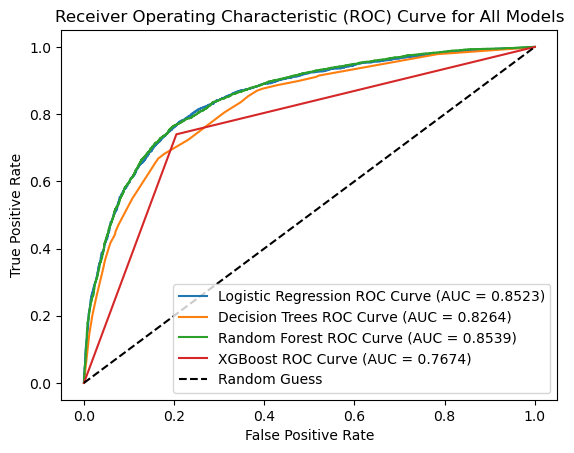 Receiver Operating Characteristic (ROC) Curve for All Models
1.0
0.8
0.6
0.4
0.2
0.0
True Positive Rate
Logistic Regression ROC Curve (AUC = 0.8523)
Decision Trees ROC Curve (AUC = 0.8264)
Random Forest ROC Curve (AUC = 0.8539)
XGBoost ROC Curve (AUC = 0.7674)
Random Guess
0.0 0.2 0.4 0.6 0.8 1.0
False Positive Rate